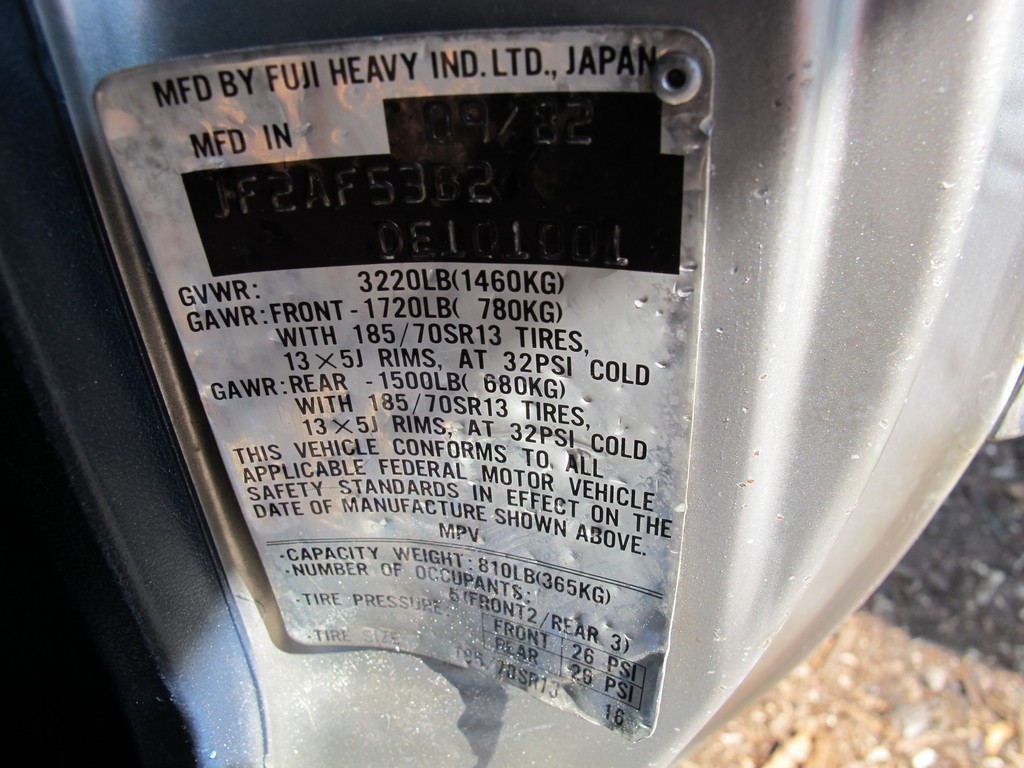 MFD BY FUJI HEAVY IND. LTD., JAPAN
MFD IN 09/82
JF2AF53B2
DE101001
GVWR: 3220LB(1460KG)
GAWR:FRONT -1720LB( 780KG)
WITH 185/70SR13 TIRES,
13×5J RIMS, AT 32PSI COLD
GAWR:REAR -1500LB( 680KG)
WITH 185/70SR13 TIRES,
13×5J RIMS, AT 32PSI COLD
THIS VEHICLE CONFORMS TO ALL
APPLICABLE FEDERAL MOTOR VEHICLE
SAFETY STANDARDS IN EFFECT ON THE
DATE OF MANUFACTURE SHOWN ABOVE.
MPV
·CAPACITY WEIGHT:810LB(365KG)
·NUMBER OF OCCUPANTS:
5(FRONT2/REAR 3)
·TIRE PRESSURE FRONT 26 PSI
REAR 26 PSI
·TIRE SIZE 185/70SR13
16